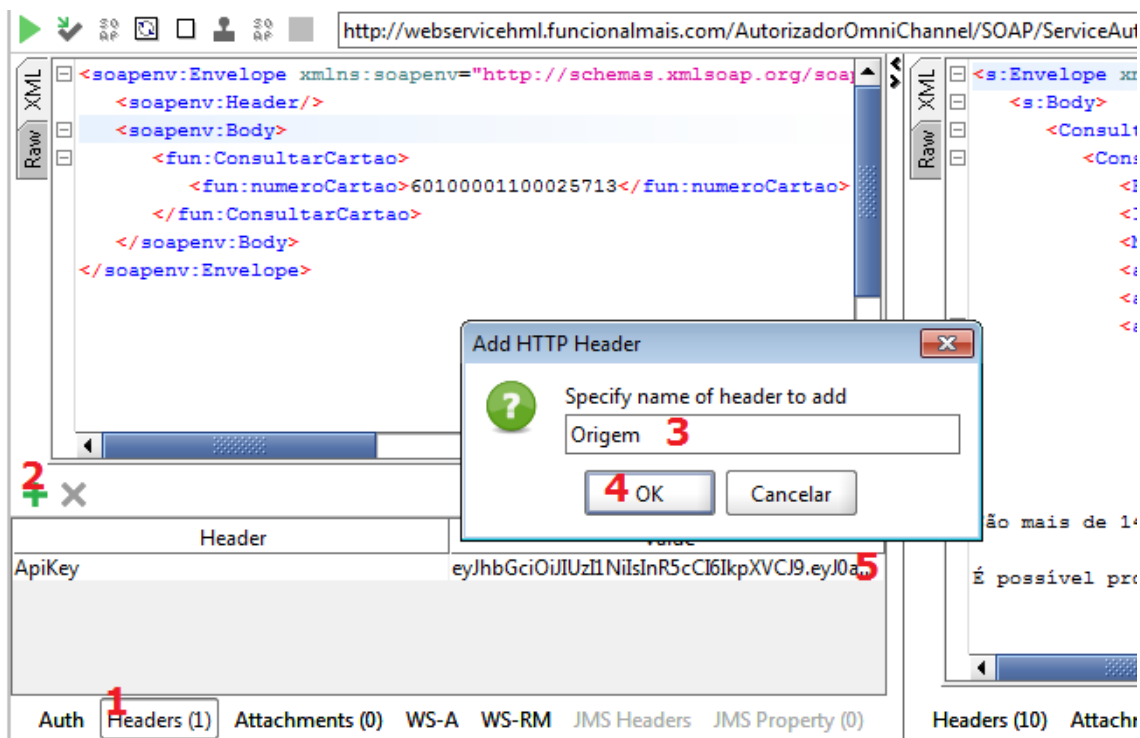 http://webservicehml.funcionalmais.com/AutorizadorOmniChannel/SOAP/ServiceAut
XML
Raw
<soapenv:Envelope xmlns:soapenv="http://schemas.xmlsoap.org/soap
<soapenv:Header/>
<soapenv:Body>
<fun:ConsultarCartao>
<fun:numeroCartao>60100001100025713</fun:numeroCartao>
</fun:ConsultarCartao>
</soapenv:Body>
</soapenv:Envelope>
XML
Raw
<s:Envelope xm
<s:Body>
<Consult
<Cons
Add HTTP Header
Specify name of header to add
Origem 3
4 OK
Cancelar
2
Header
Value
ApiKey
eyJhbGciOiJIUzI1NiIsInR5cCI6IkpXVCJ9.eyJ0a... 5
ão mais de 14
É possível pro
1
Auth Headers (1) Attachments (0) WS-A WS-RM JMS Headers JMS Property (0)
Headers (10) Attachm